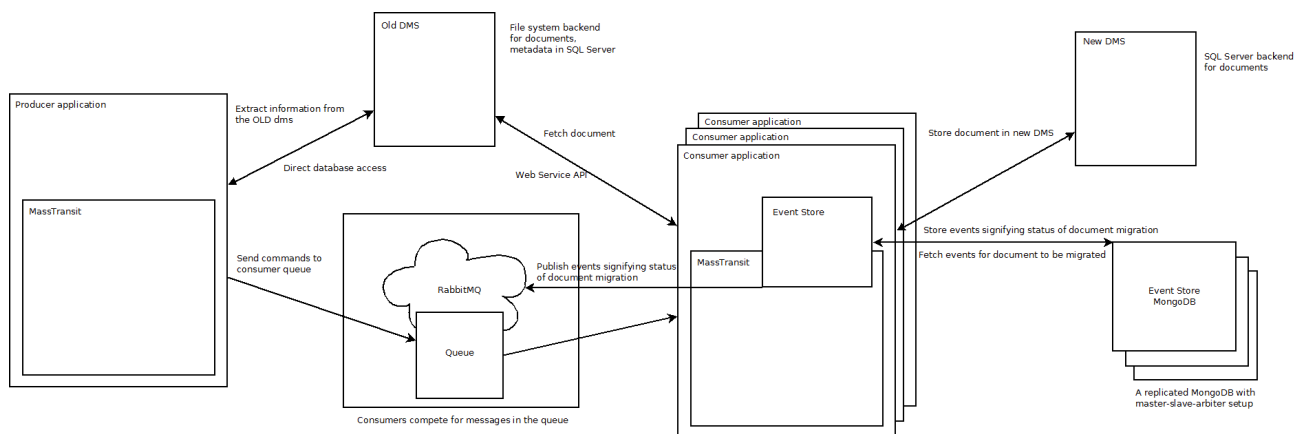 Old DMS
File system backend
for documents,
metadata in SQL Server
New DMS
SQL Server backend
for documents
Producer application
Extract information from
the OLD dms
Direct database access
Fetch document
Web Service API
Consumer application
Consumer application
Consumer application
Store document in new DMS
MassTransit
Event Store
Store events signifying status of document migration
Fetch events for document to be migrated
Send commands to
consumer queue
RabbitMQ
Publish events signifying status
of document migration
MassTransit
Event Store
MongoDB
Queue
Consumers compete for messages in the queue
A replicated MongoDB with
master-slave-arbiter setup